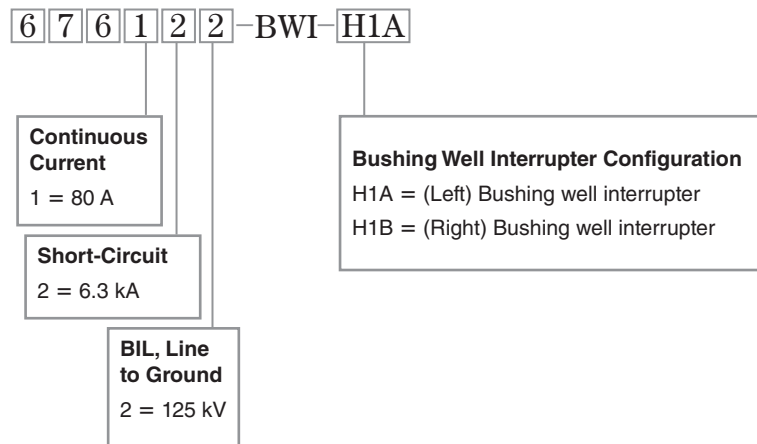 676122-BWI-H1A
Continuous
Current
1 = 80 A
Short-Circuit
2 = 6.3 kA
BIL, Line
to Ground
2 = 125 kV
Bushing Well Interrupter Configuration
H1A = (Left) Bushing well interrupter
H1B = (Right) Bushing well interrupter